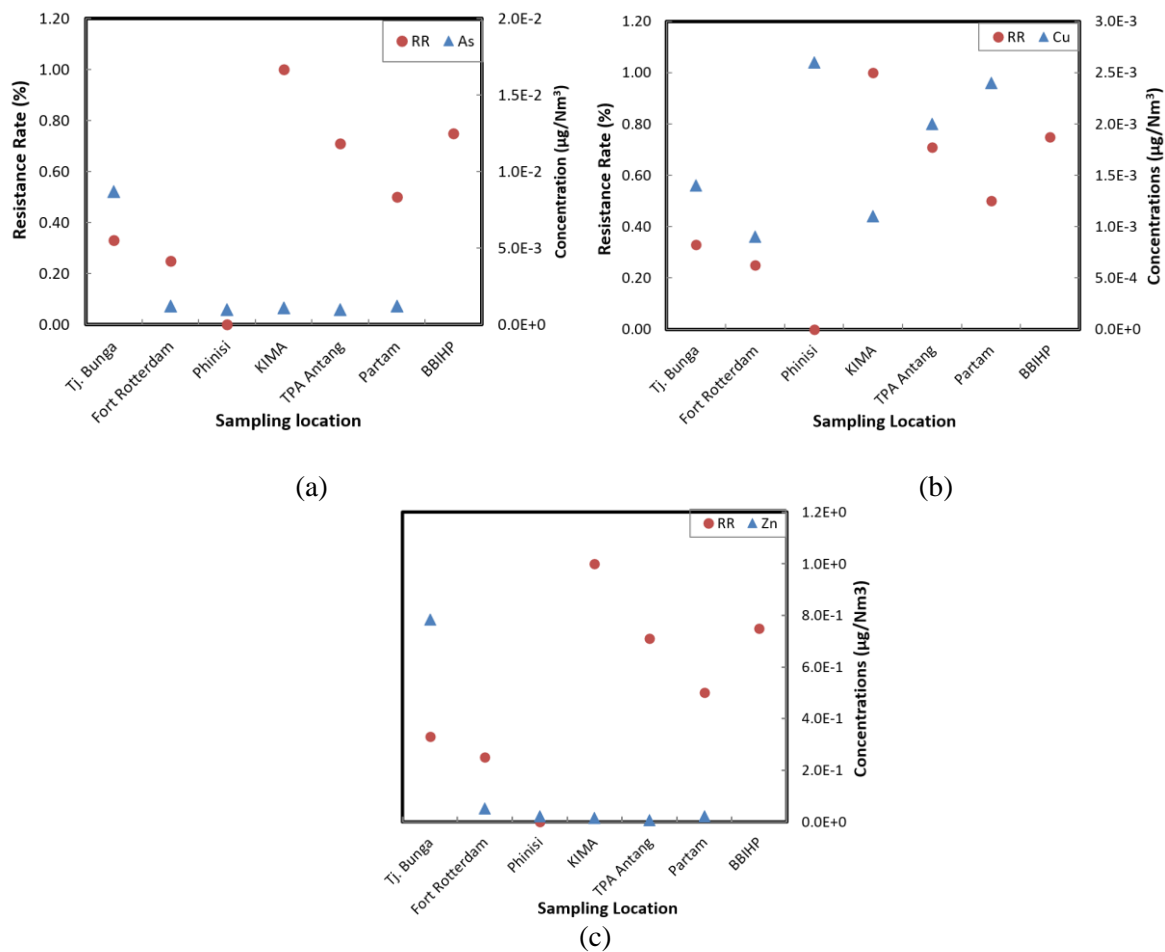 1.20
1.00
0.80
0.60
0.40
0.20
0.00
Resistance Rate (%)
RR As
2.0E-2
1.5E-2
1.0E-2
5.0E-3
0.0E+0
Concentration (µg/Nm³)
Tj. Bunga
Fort Rotterdam
Phinisi
KIMA
TPA Antang
Partam
BBIHP
Sampling location
(a)
1.20
1.00
0.80
0.60
0.40
0.20
0.00
Resistance Rate (%)
RR Cu
3.0E-3
2.5E-3
2.0E-3
1.5E-3
1.0E-3
5.0E-4
0.0E+0
Concentrations (µg/Nm³)
Tj. Bunga
Fort Rotterdam
Phinisi
KIMA
TPA Antang
Partam
BBIHP
Sampling Location
(b)
RR Zn
1.2E+0
1.0E+0
8.0E-1
6.0E-1
4.0E-1
2.0E-1
0.0E+0
Concentrations (µg/Nm3)
Tj. Bunga
Fort Rotterdam
Phinisi
KIMA
TPA Antang
Partam
BBIHP
Sampling Location
(c)